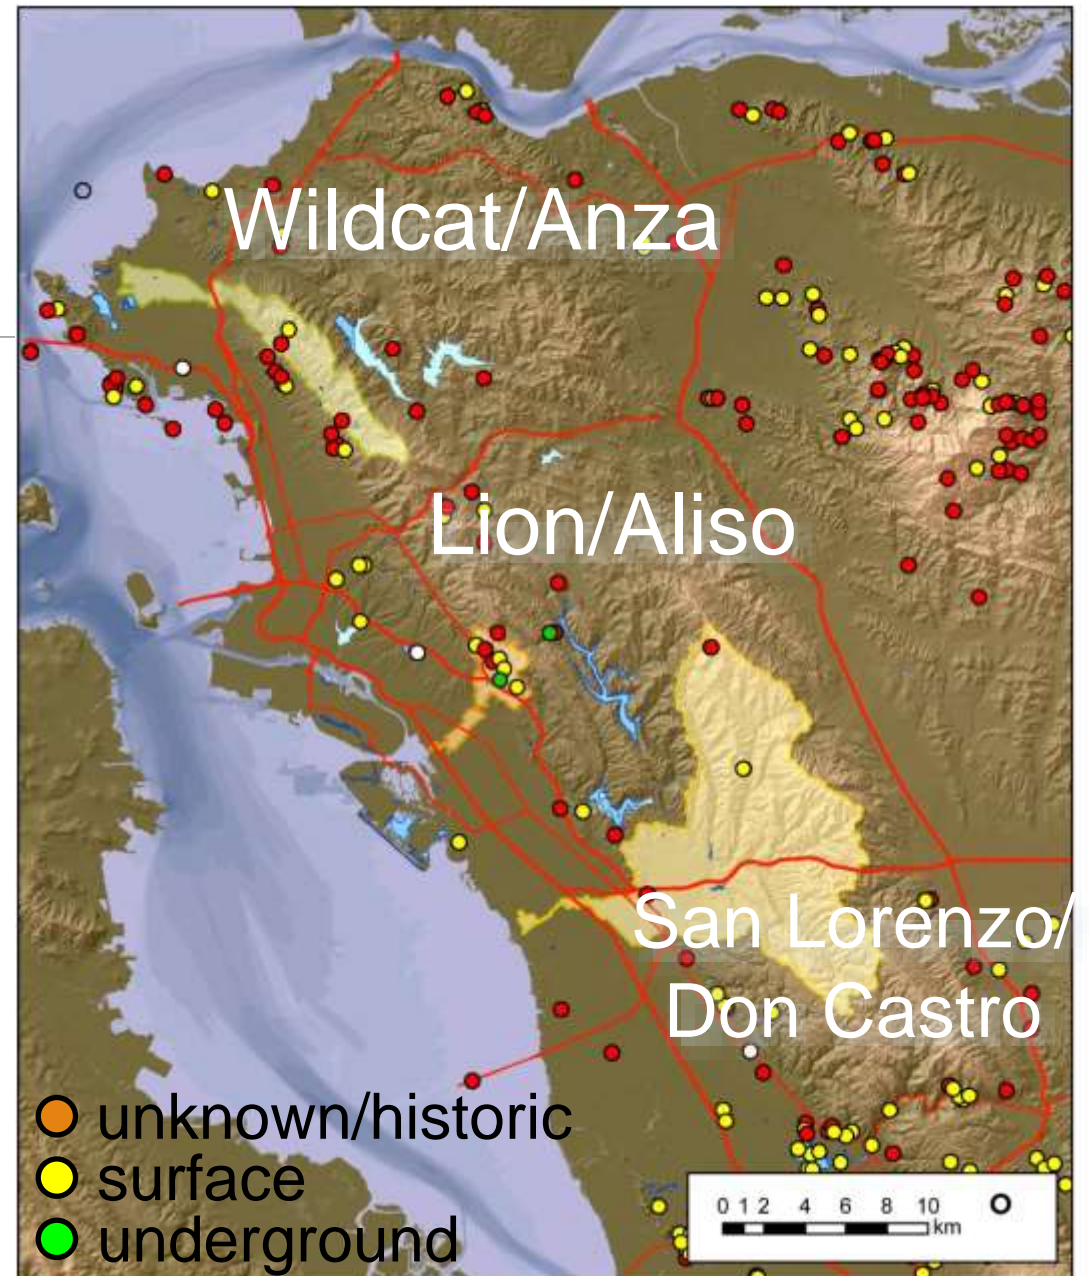 Wildcat/Anza
Lion/Aliso
San Lorenzo/
Don Castro
unknown/historic
surface
underground
0 1 2 4 6 8 10
km